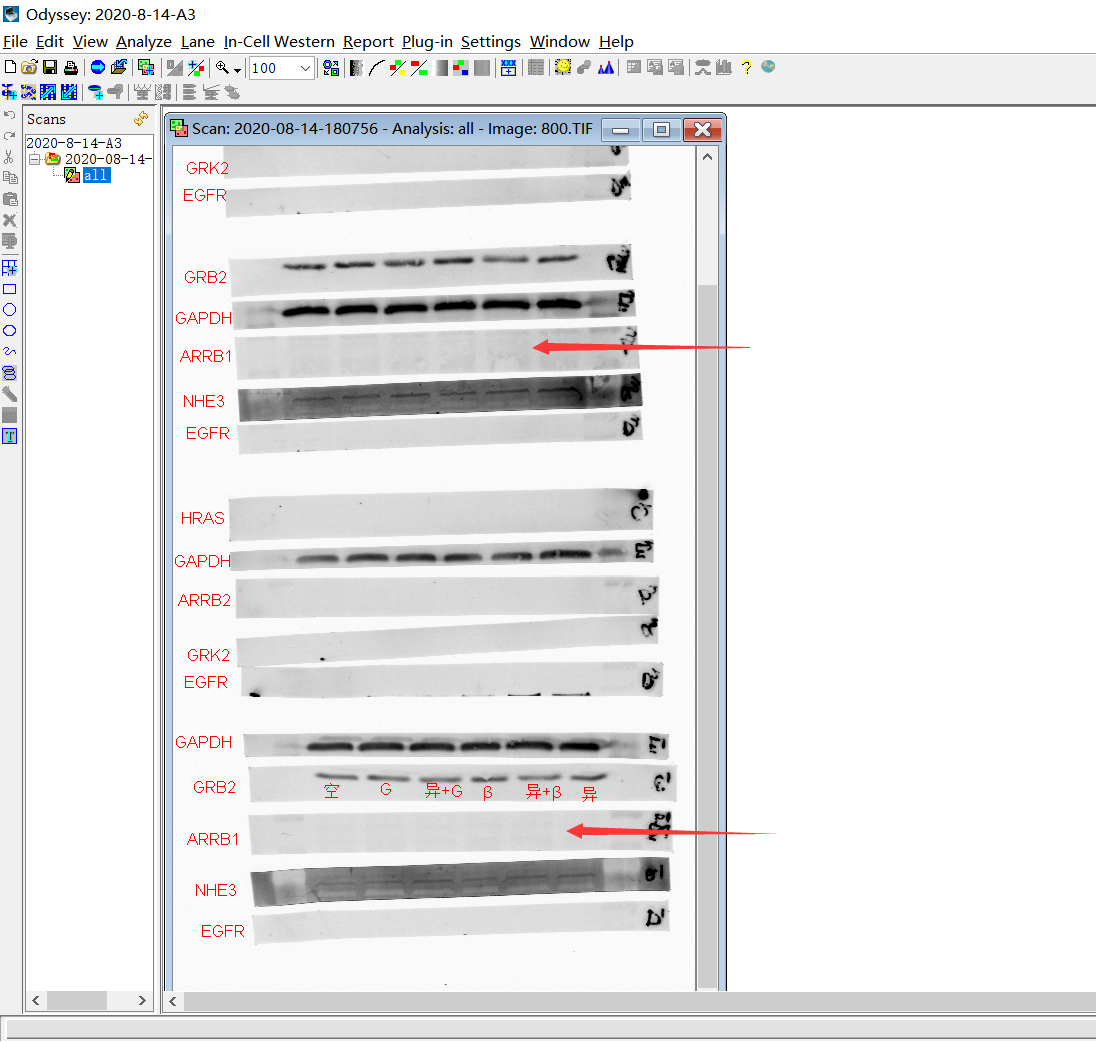 Odyssey: 2020-8-14-A3
File Edit View Analyze Lane In-Cell Western Report Plug-in Settings Window Help
100
XXX
Scans
2020-8-14-A3
2020-08-14-
all
Scan: 2020-08-14-180756 - Analysis: all - Image: 800.TIF
GRK2
EGFR
GRB2
GAPDH
ARRB1
NHE3
EGFR
HRAS
GAPDH
ARRB2
GRK2
EGFR
GAPDH
GRB2
空 G 异+G β 异+β 异
ARRB1
NHE3
EGFR